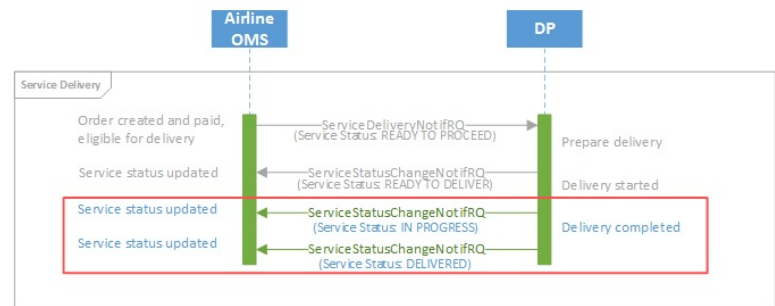 Airline
OMS
DP
Service Delivery
Order created and paid,
eligible for delivery
ServiceDeliveryNotifRQ
(Service Status: READY TO PROCEED)
Prepare delivery
Service status updated
ServiceStatusChangeNotifRQ
(Service Status: READY TO DELIVER)
Delivery started
Service status updated
ServiceStatusChangeNotifRQ
(Service Status: IN PROGRESS)
Delivery completed
Service status updated
ServiceStatusChangeNotifRQ
(Service Status: DELIVERED)